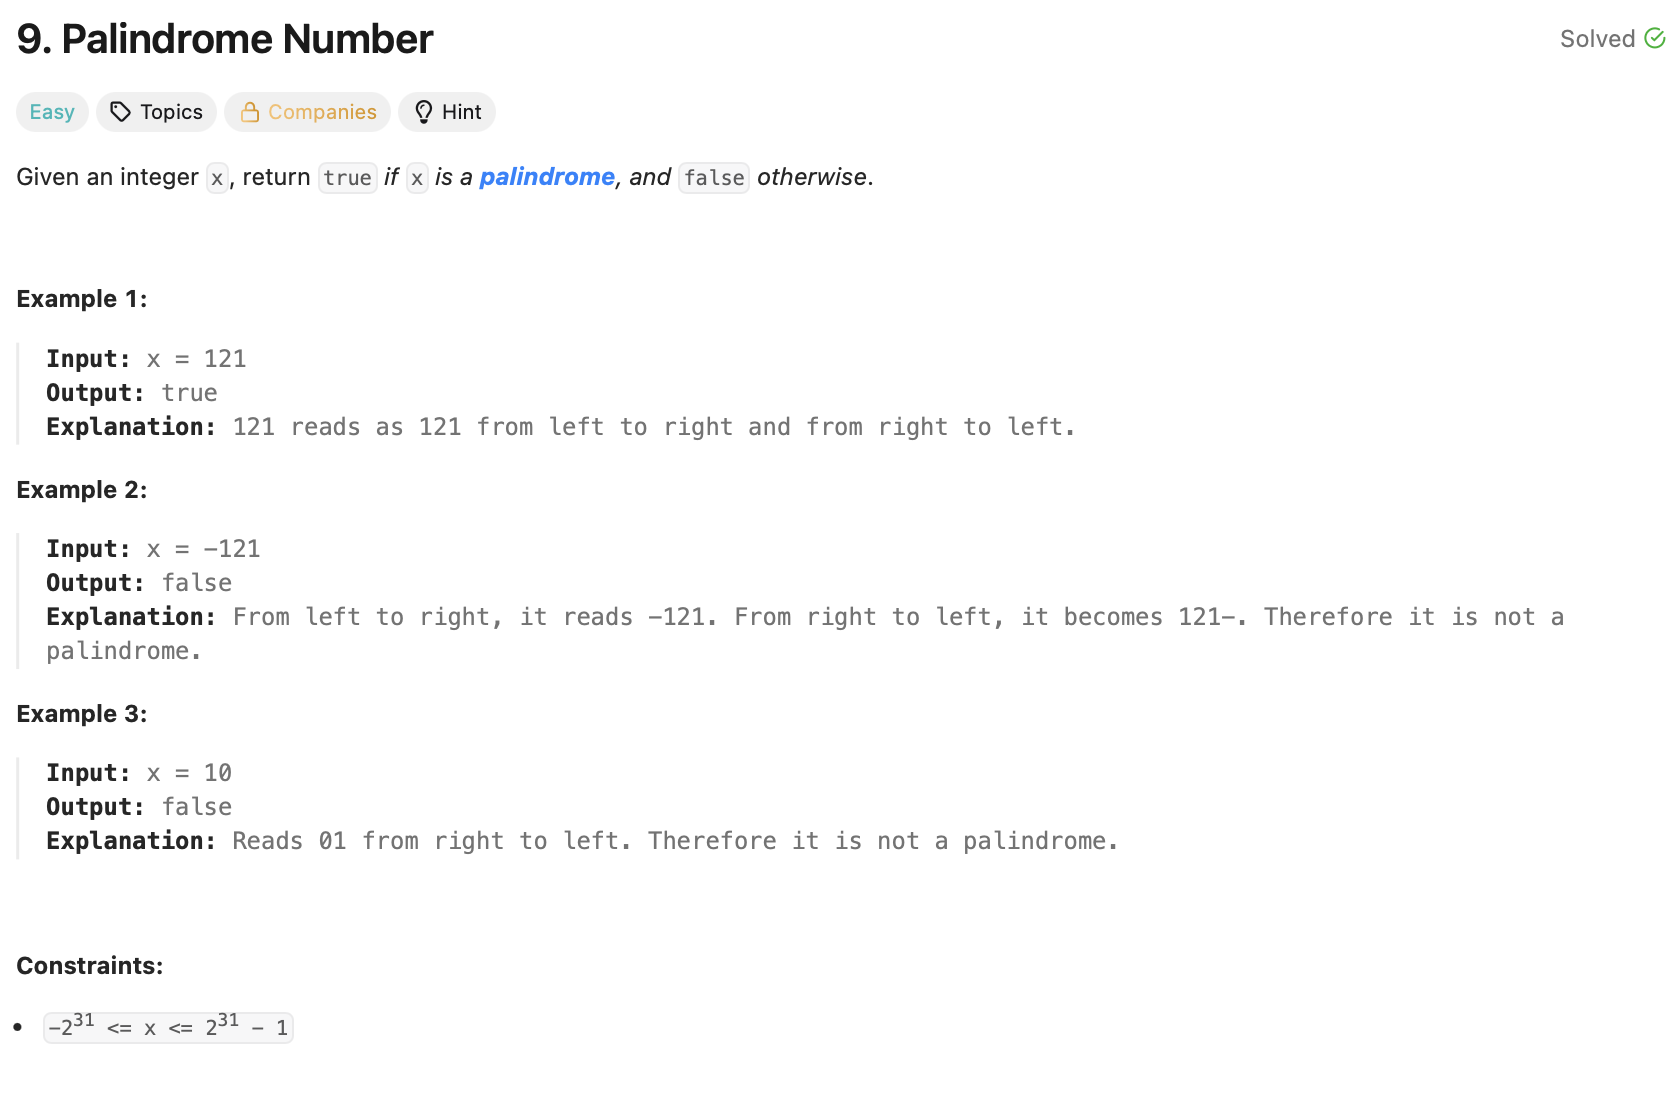 9. Palindrome Number
Solved
Easy Topics Companies Hint
Given an integer x, return true if x is a palindrome, and false otherwise.
Example 1:
Input: x = 121
Output: true
Explanation: 121 reads as 121 from left to right and from right to left.
Example 2:
Input: x = -121
Output: false
Explanation: From left to right, it reads -121. From right to left, it becomes 121-. Therefore it is not a
palindrome.
Example 3:
Input: x = 10
Output: false
Explanation: Reads 01 from right to left. Therefore it is not a palindrome.
Constraints:
• -2³¹ <= x <= 2³¹ - 1